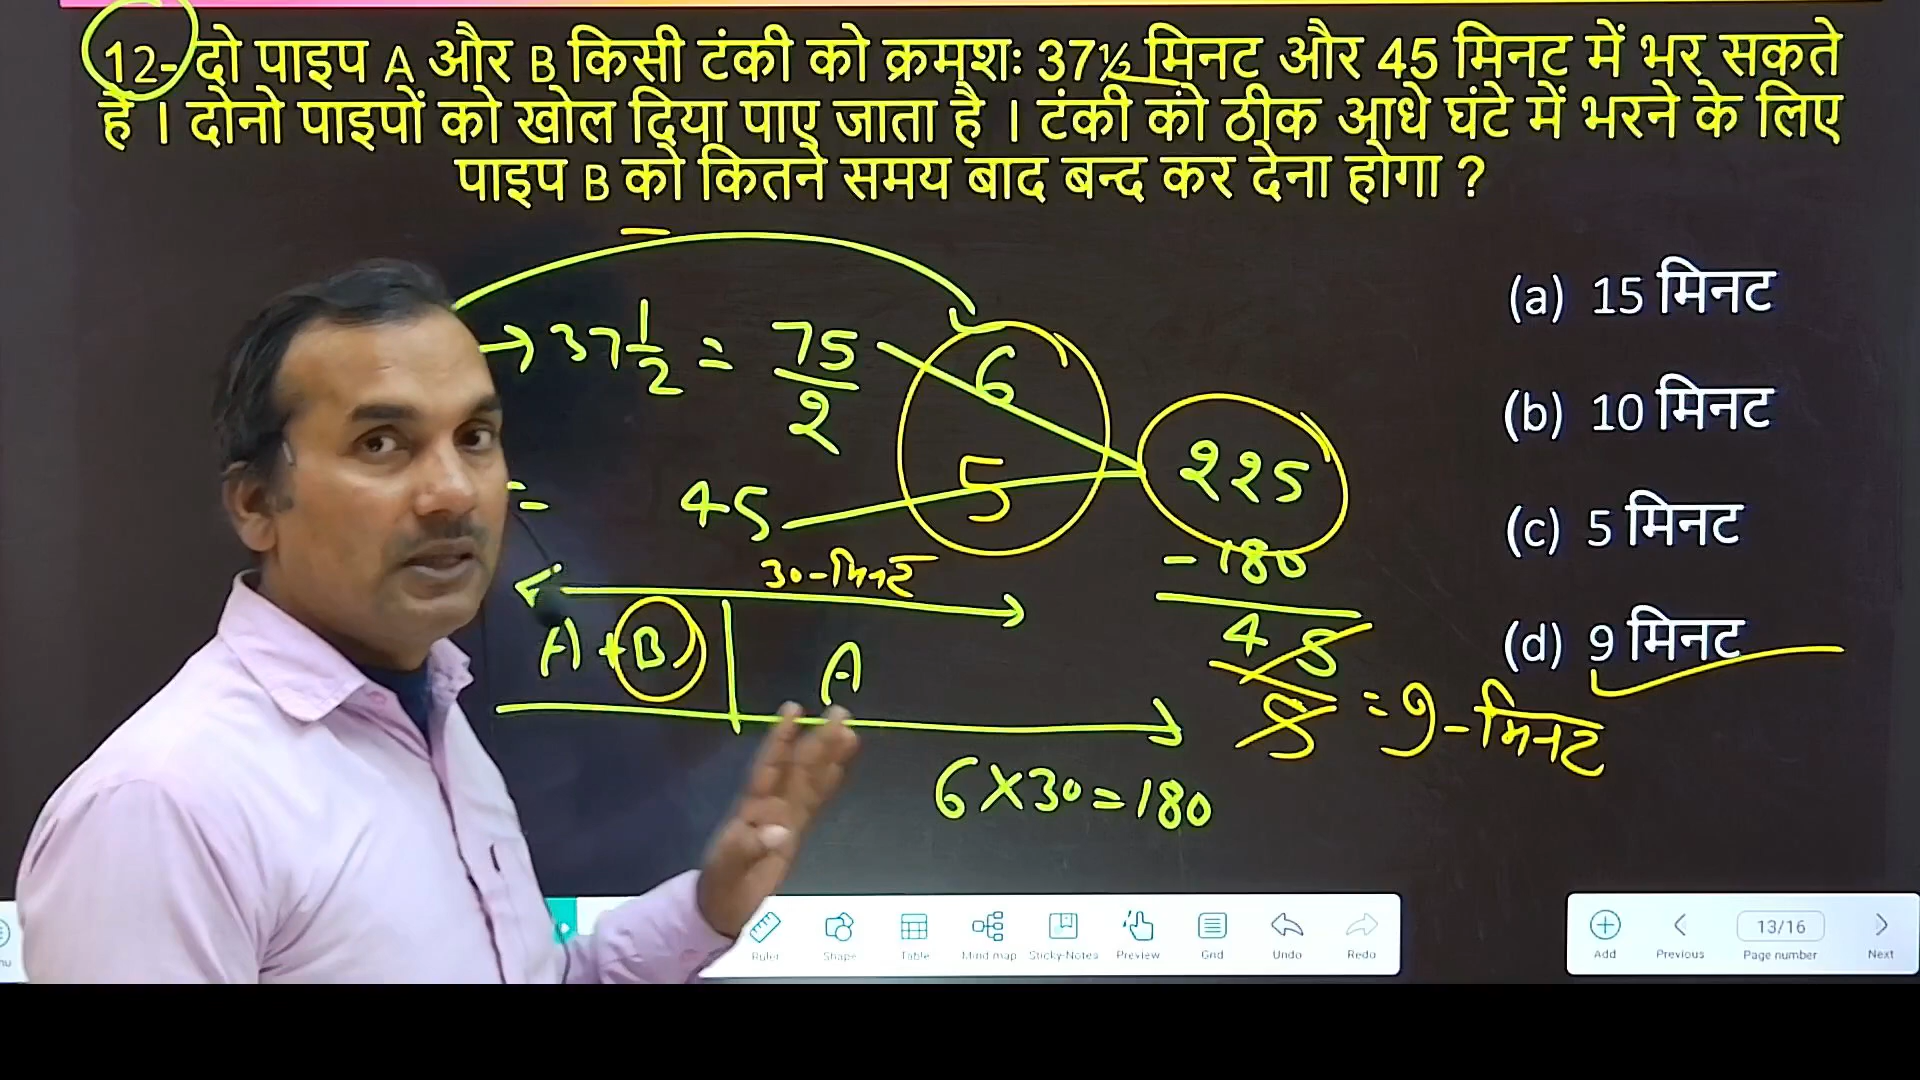 12- दो पाइप A और B किसी टंकी को क्रमशः 37½ मिनट और 45 मिनट में भर सकते
है । दोनो पाइपों को खोल दिया पाए जाता है । टंकी को ठीक आधे घंटे में भरने के लिए
पाइप B को कितने समय बाद बन्द कर देना होगा ?
(a) 15 मिनट
(b) 10 मिनट
(c) 5 मिनट
(d) 9 मिनट
→ 37 1/2 = 75/2
6
= 45
5
225
- 180
45
5 = 9-मिनट
30-मिनट
A + B
A
6×30=180
Ruler
Shape
Table
Mind map
Sticky-Notes
Preview
Grid
Undo
Redo
Add
Previous
13/16
Page number
Next